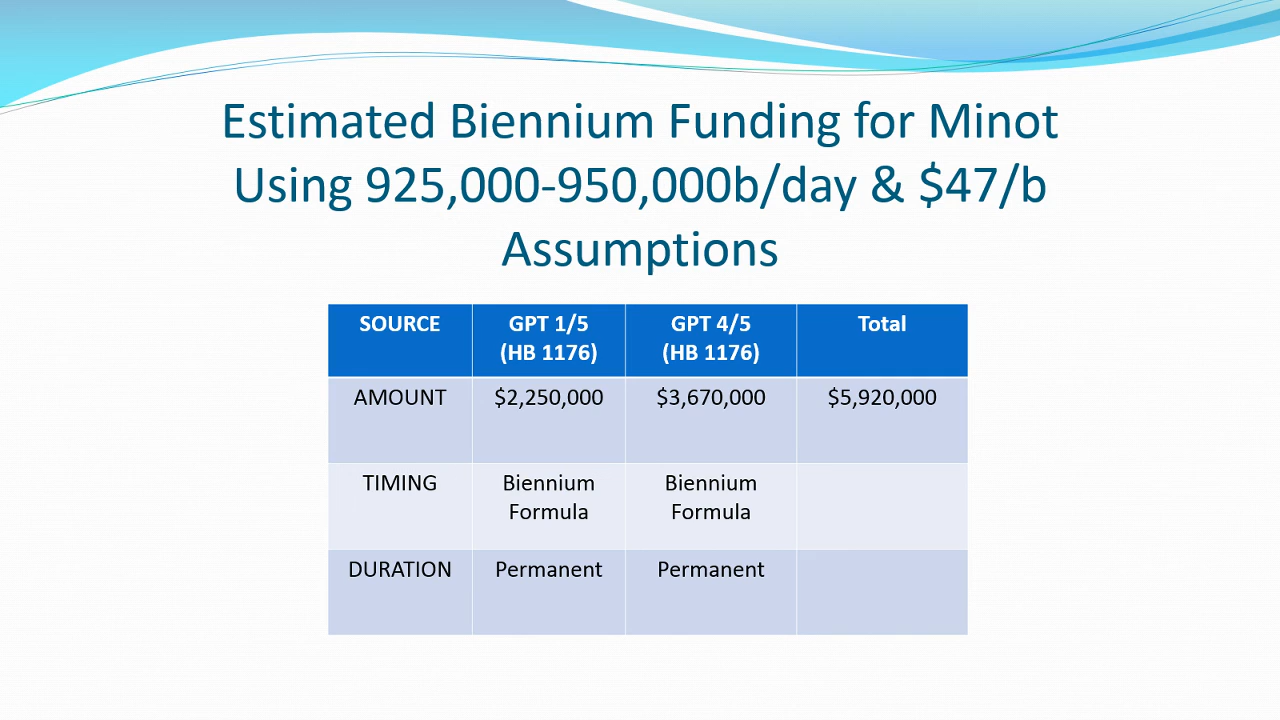 Estimated Biennium Funding for Minot
Using 925,000-950,000b/day & $47/b
Assumptions
SOURCE GPT 1/5 (HB 1176) GPT 4/5 (HB 1176) Total
AMOUNT $2,250,000 $3,670,000 $5,920,000
TIMING Biennium Formula Biennium Formula
DURATION Permanent Permanent